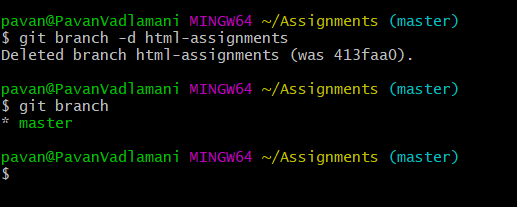 pavan@PavanVadlamani MINGW64 ~/Assignments (master)
$ git branch -d html-assignments
Deleted branch html-assignments (was 413faa0).
pavan@PavanVadlamani MINGW64 ~/Assignments (master)
$ git branch
* master
pavan@PavanVadlamani MINGW64 ~/Assignments (master)
$